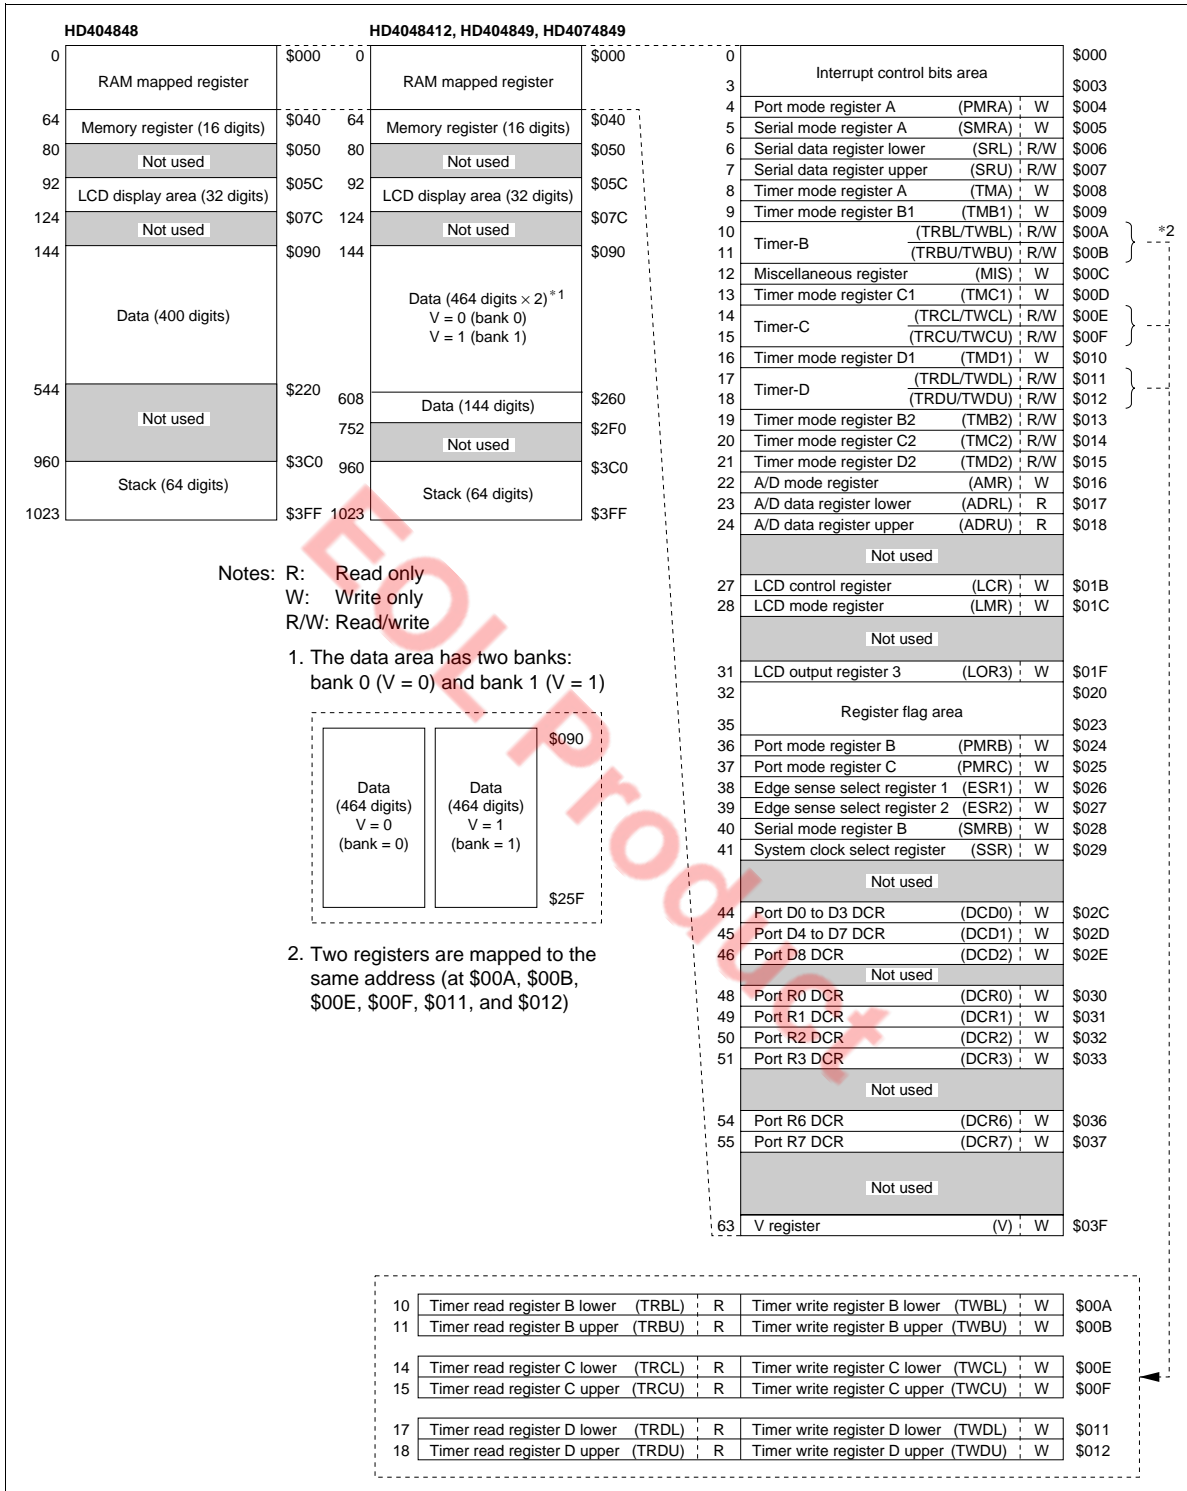 HD404848
0 $000
RAM mapped register
64 $040
Memory register (16 digits)
80 $050
Not used
92 $05C
LCD display area (32 digits)
124 $07C
Not used
144 $090
Data (400 digits)
544 $220
Not used
960 $3C0
Stack (64 digits)
1023 $3FF
HD4048412, HD404849, HD4074849
0 $000
RAM mapped register
64 $040
Memory register (16 digits)
80 $050
Not used
92 $05C
LCD display area (32 digits)
124 $07C
Not used
144 $090
Data (464 digits × 2)*1
V = 0 (bank 0)
V = 1 (bank 1)
608 $260
Data (144 digits)
752 $2F0
Not used
960 $3C0
Stack (64 digits)
1023 $3FF
0 $000
Interrupt control bits area
3 $003
4 Port mode register A (PMRA) W $004
5 Serial mode register A (SMRA) W $005
6 Serial data register lower (SRL) R/W $006
7 Serial data register upper (SRU) R/W $007
8 Timer mode register A (TMA) W $008
9 Timer mode register B1 (TMB1) W $009
10 (TRBL/TWBL) R/W $00A
Timer-B *2
11 (TRBU/TWBU) R/W $00B
12 Miscellaneous register (MIS) W $00C
13 Timer mode register C1 (TMC1) W $00D
14 (TRCL/TWCL) R/W $00E
Timer-C
15 (TRCU/TWCU) R/W $00F
16 Timer mode register D1 (TMD1) W $010
17 (TRDL/TWDL) R/W $011
Timer-D
18 (TRDU/TWDU) R/W $012
19 Timer mode register B2 (TMB2) R/W $013
20 Timer mode register C2 (TMC2) R/W $014
21 Timer mode register D2 (TMD2) R/W $015
22 A/D mode register (AMR) W $016
23 A/D data register lower (ADRL) R $017
24 A/D data register upper (ADRU) R $018
Not used
27 LCD control register (LCR) W $01B
28 LCD mode register (LMR) W $01C
Not used
31 LCD output register 3 (LOR3) W $01F
32 $020
Register flag area
35 $023
36 Port mode register B (PMRB) W $024
37 Port mode register C (PMRC) W $025
38 Edge sense select register 1 (ESR1) W $026
39 Edge sense select register 2 (ESR2) W $027
40 Serial mode register B (SMRB) W $028
41 System clock select register (SSR) W $029
Not used
44 Port D0 to D3 DCR (DCD0) W $02C
45 Port D4 to D7 DCR (DCD1) W $02D
46 Port D8 DCR (DCD2) W $02E
Not used
48 Port R0 DCR (DCR0) W $030
49 Port R1 DCR (DCR1) W $031
50 Port R2 DCR (DCR2) W $032
51 Port R3 DCR (DCR3) W $033
Not used
54 Port R6 DCR (DCR6) W $036
55 Port R7 DCR (DCR7) W $037
Not used
63 V register (V) W $03F
Notes: R: Read only
W: Write only
R/W: Read/write
1. The data area has two banks:
bank 0 (V = 0) and bank 1 (V = 1)
$090
Data
(464 digits)
V = 0
(bank = 0)
Data
(464 digits)
V = 1
(bank = 1)
$25F
2. Two registers are mapped to the
same address (at $00A, $00B,
$00E, $00F, $011, and $012)
10 Timer read register B lower (TRBL) R Timer write register B lower (TWBL) W $00A
11 Timer read register B upper (TRBU) R Timer write register B upper (TWBU) W $00B
14 Timer read register C lower (TRCL) R Timer write register C lower (TWCL) W $00E
15 Timer read register C upper (TRCU) R Timer write register C upper (TWCU) W $00F
17 Timer read register D lower (TRDL) R Timer write register D lower (TWDL) W $011
18 Timer read register D upper (TRDU) R Timer write register D upper (TWDU) W $012
EOL Product